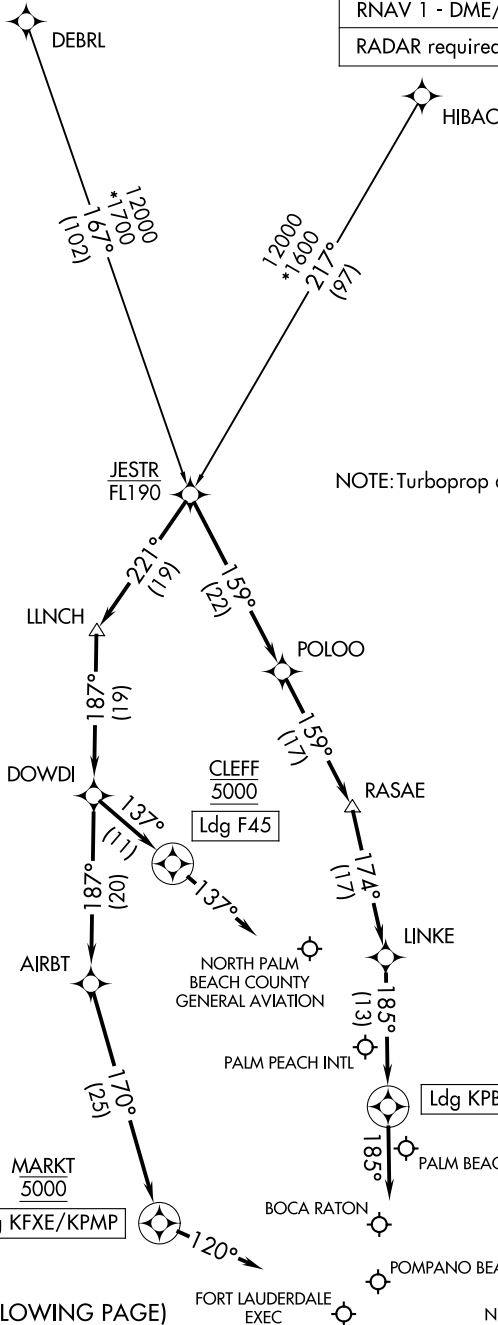 RNAV 1 - DME/
RADAR required
DEBRL
HIBAC
12000
*1700
167°
(102)
12000
*1600
217°
(97)
JESTR
FL190
NOTE: Turboprop
221°
(19)
159°
(22)
LLNCH
POLOO
187°
(19)
159°
(17)
DOWDI
CLEFF
5000
Ldg F45
RASAE
137°
(11)
187°
(20)
137°
174°
(17)
LINKE
AIRBT
NORTH PALM
BEACH COUNTY
GENERAL AVIATION
185°
(13)
PALM PEACH INTL
170°
(25)
Ldg KPB
185°
PALM BEAC
MARKT
5000
g KFXE/KPMP
BOCA RATON
120°
POMPANO BEA
LOWING PAGE)
FORT LAUDERDALE
EXEC
N